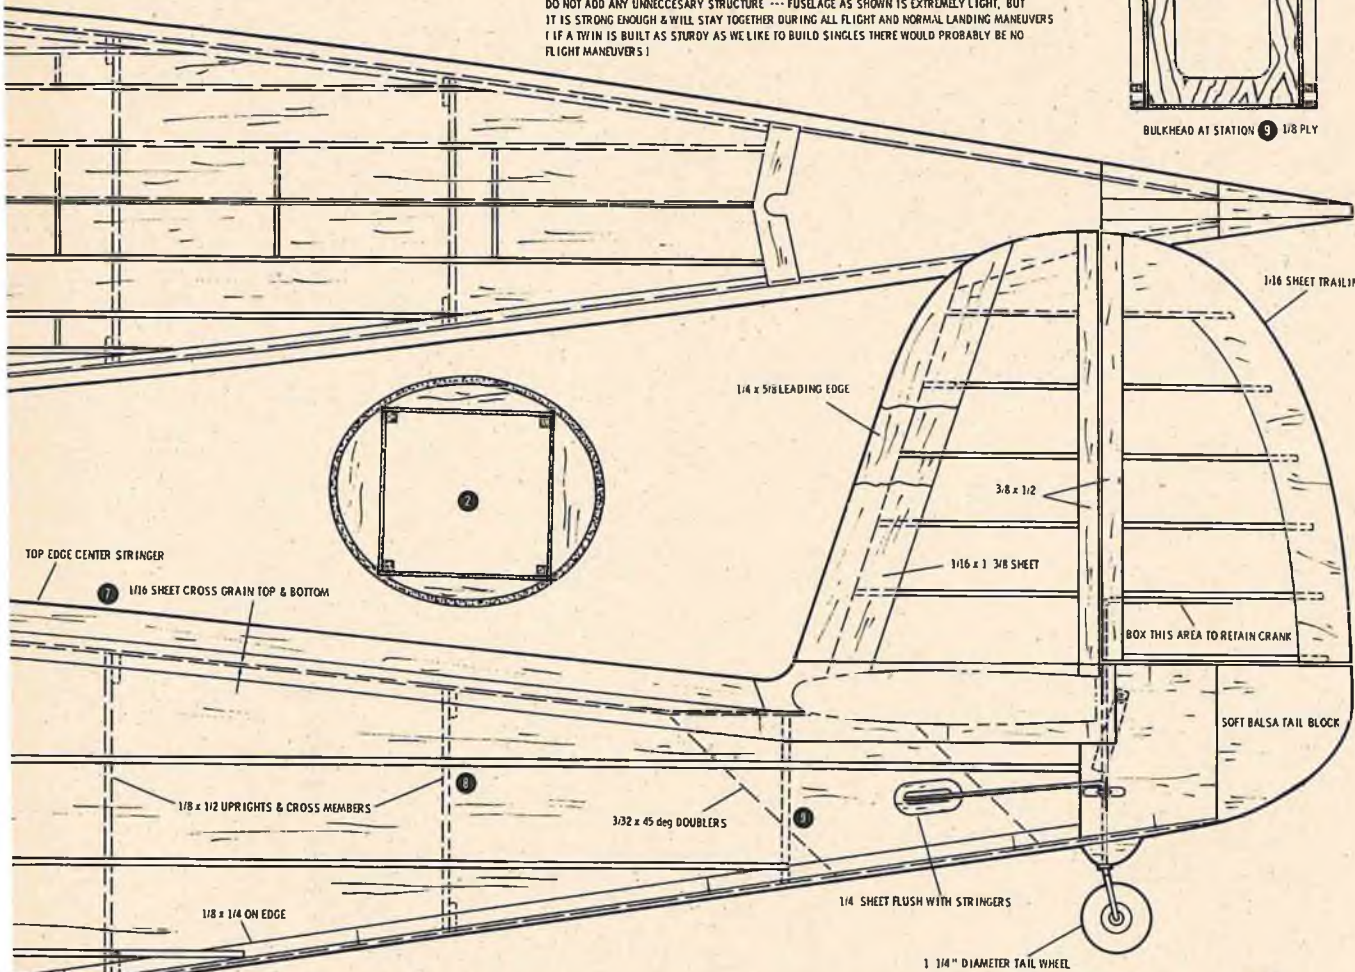 DO NOT ADD ANY UNNECCESARY STRUCTURE --- FUSELAGE AS SHOWN IS EXTREMELY LIGHT, BUT
IT IS STRONG ENOUGH & WILL STAY TOGETHER DURING ALL FLIGHT AND NORMAL LANDING MANEUVERS
( IF A TWIN IS BUILT AS STURDY AS WE LIKE TO BUILD SINGLES THERE WOULD PROBABLY BE NO
FLIGHT MANEUVERS )
BULKHEAD AT STATION 9 1/8 PLY
1/16 SHEET
1/4 x 5/8 LEADING EDGE
2
3/8 x 1/2
TOP EDGE CENTER STRINGER
1/16 x 1 3/8 SHEET
7 1/16 SHEET CROSS GRAIN TOP & BOTTOM
BOX THIS AREA TO RETAIN CRANK
SOFT BALSA TAIL BLOCK
8
1/8 x 1/2 UPRIGHTS & CROSS MEMBERS
3/32 x 45 deg DOUBLERS
9
1/8 x 1/4 ON EDGE
1/4 SHEET FLUSH WITH STRINGERS
1 1/4" DIAMETER TAIL WHEEL